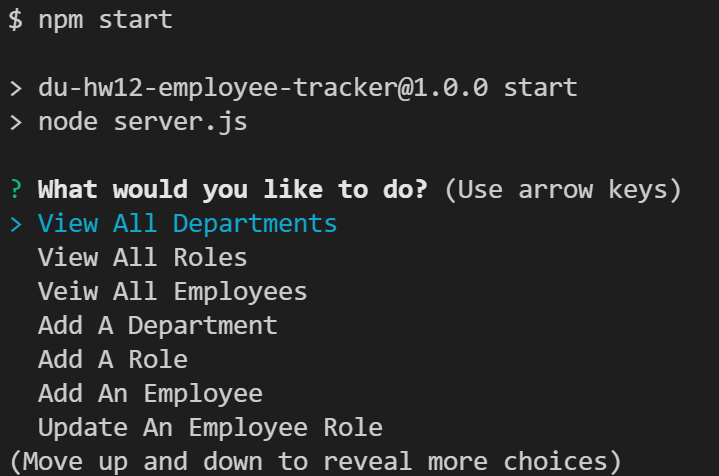 $ npm start
> du-hw12-employee-tracker@1.0.0 start
> node server.js
? What would you like to do? (Use arrow keys)
> View All Departments
View All Roles
Veiw All Employees
Add A Department
Add A Role
Add An Employee
Update An Employee Role
(Move up and down to reveal more choices)